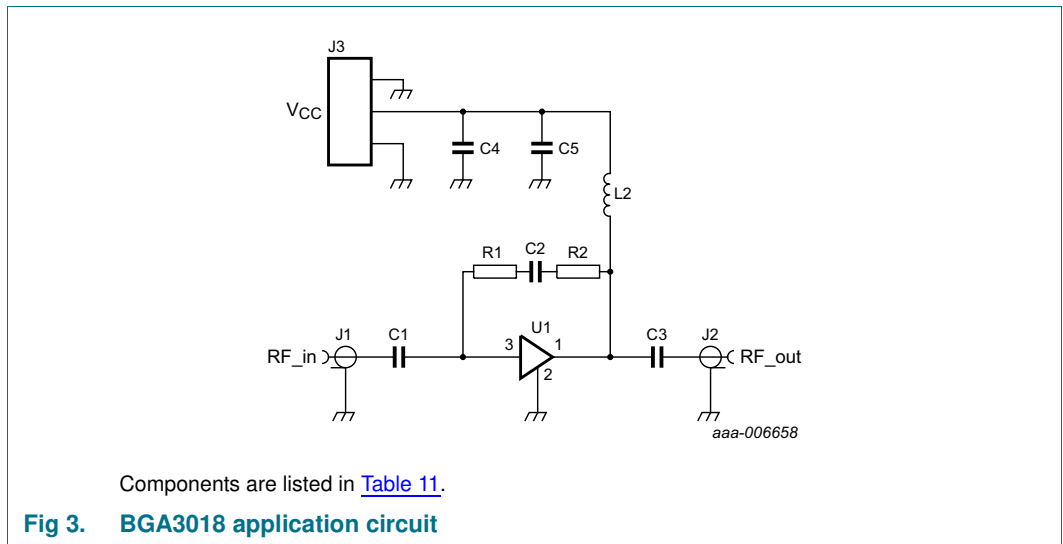 J3
VCC
C4
C5
L2
R1
C2
R2
U1
J1
C1
3
1
C3
J2
RF_in
RF_out
2
aaa-006658
Components are listed in Table 11.
Fig 3. BGA3018 application circuit